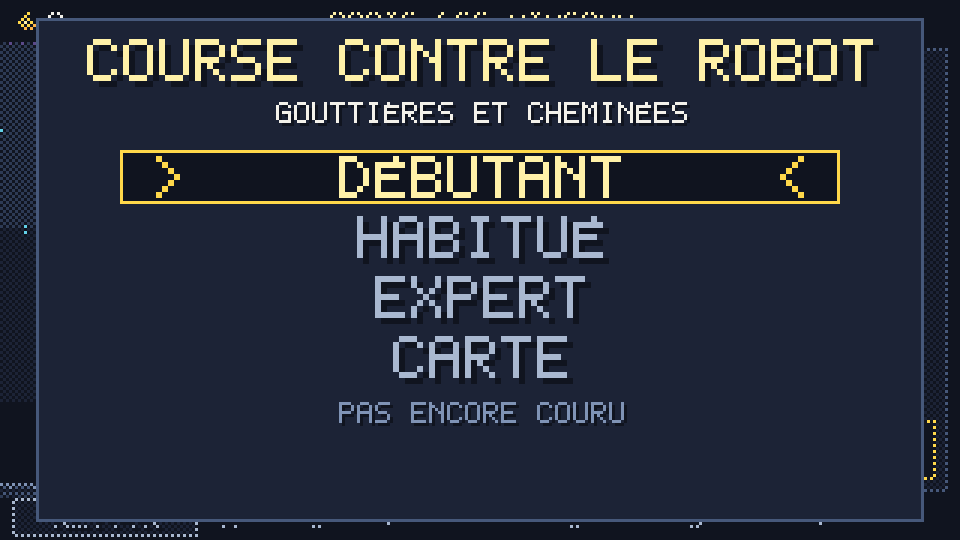 COURSE CONTRE LE ROBOT
GOUTTIÈRES ET CHEMINÉES
> DÉBUTANT <
HABITUÉ
EXPERT
CARTE
PAS ENCORE COURU